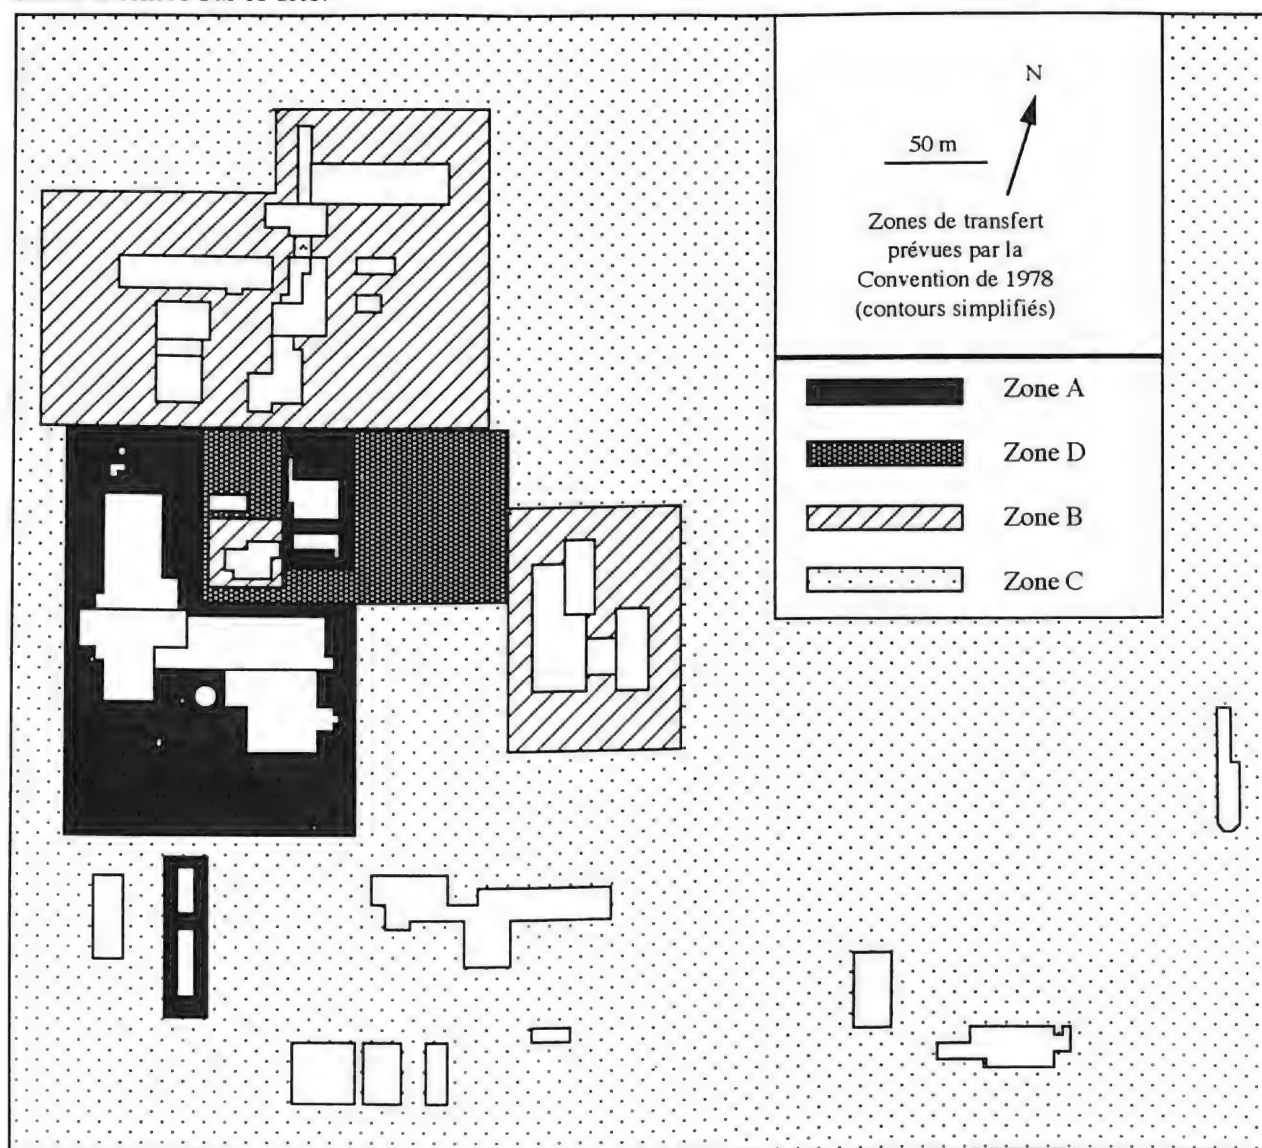 N
50 m
Zones de transfert
prévues par la
Convention de 1978
(contours simplifiés)
Zone A
Zone D
Zone B
Zone C